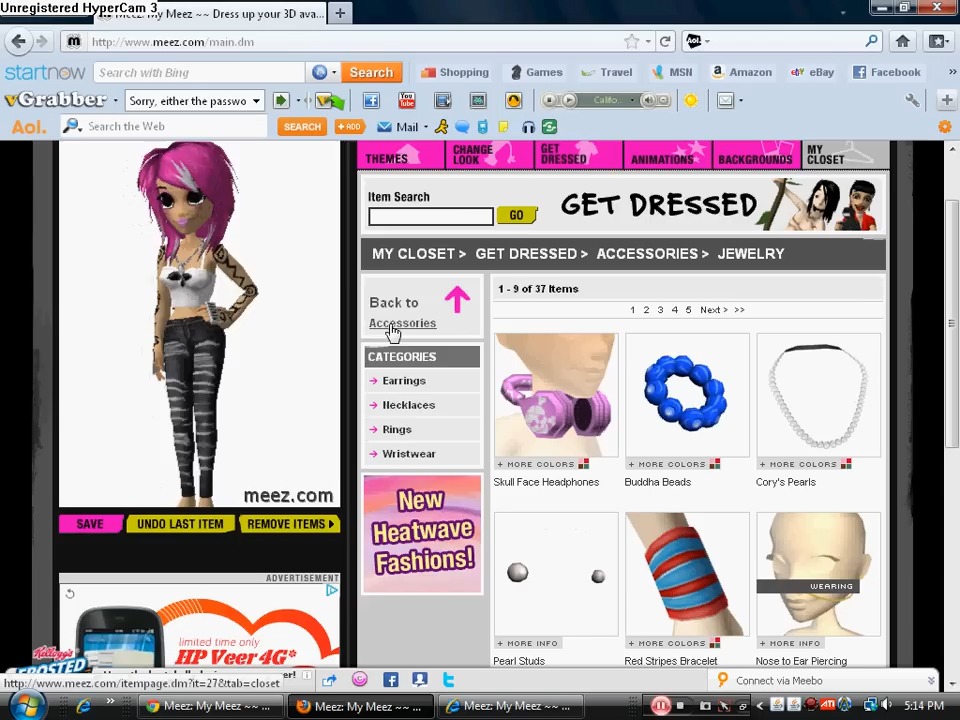 Unregistered HyperCam 3
Meez: My Meez ~~ Dress up your 3D ava...
http://www.meez.com/main.dm
Aol.
startnow
Search with Bing
Search
Shopping
Games
Travel
MSN
Amazon
eBay
Facebook
vGrabber
Sorry, either the passwo
Califo...
Aol.
Search the Web
SEARCH
+ ADD
Mail
THEMES
CHANGE LOOK
GET DRESSED
ANIMATIONS
BACKGROUNDS
MY CLOSET
Item Search
GO
GET DRESSED
MY CLOSET > GET DRESSED > ACCESSORIES > JEWELRY
Back to
Accessories
CATEGORIES
Earrings
Necklaces
Rings
Wristwear
New
Heatwave
Fashions!
1 - 9 of 37 Items
1 2 3 4 5 Next > >>
+ MORE COLORS
Skull Face Headphones
+ MORE COLORS
Buddha Beads
+ MORE COLORS
Cory's Pearls
+ MORE INFO
Pearl Studs
+ MORE COLORS
Red Stripes Bracelet
WEARING
+ MORE INFO
Nose to Ear Piercing
meez.com
SAVE
UNDO LAST ITEM
REMOVE ITEMS
ADVERTISEMENT
limited time only
HP Veer 4G*
Kellogg's
FROSTED
http://www.meez.com/itempage.dm?it=27&tab=closet
Connect via Meebo
Meez: My Meez ~~ ...
Meez: My Meez ~~ ...
Meez: My Meez ~~ ...
ATI
5:14 PM